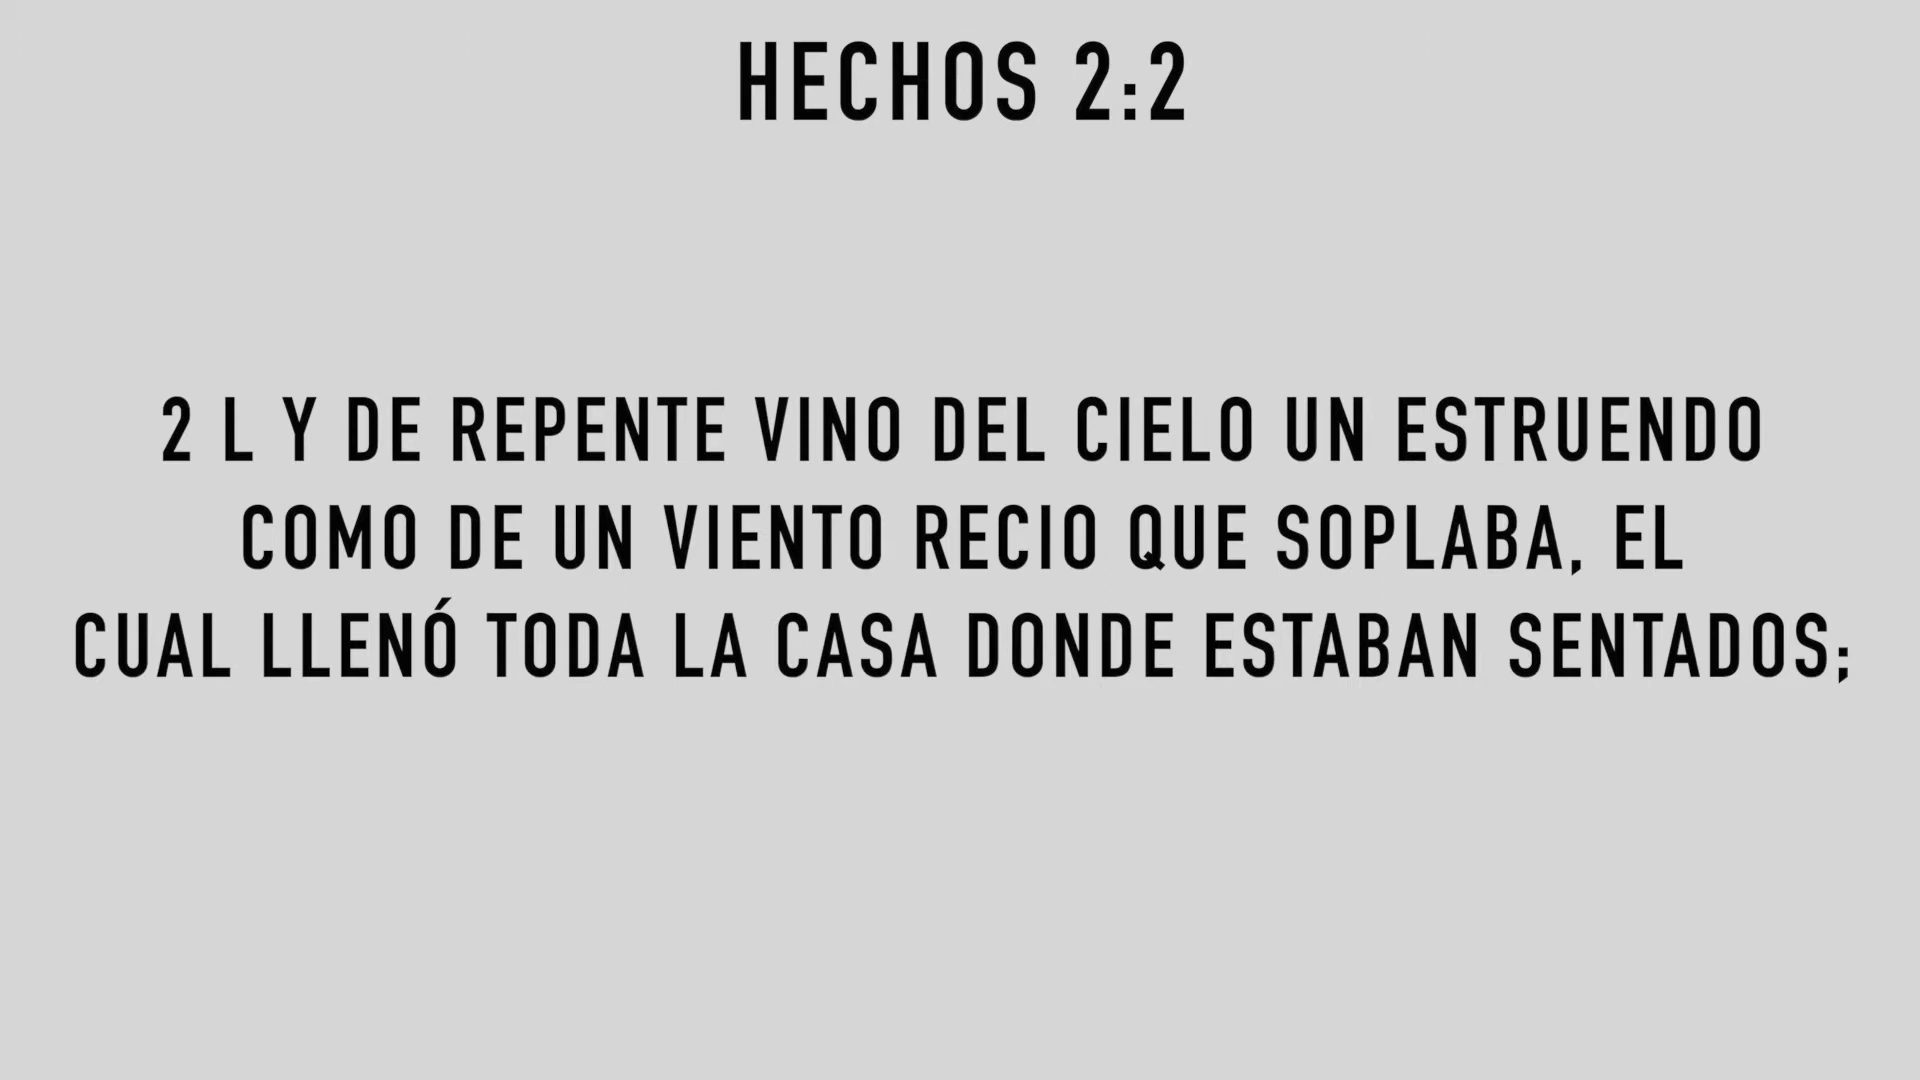 HECHOS 2:2
2 L Y DE REPENTE VINO DEL CIELO UN ESTRUENDO
COMO DE UN VIENTO RECIO QUE SOPLABA, EL
CUAL LLENÓ TODA LA CASA DONDE ESTABAN SENTADOS;